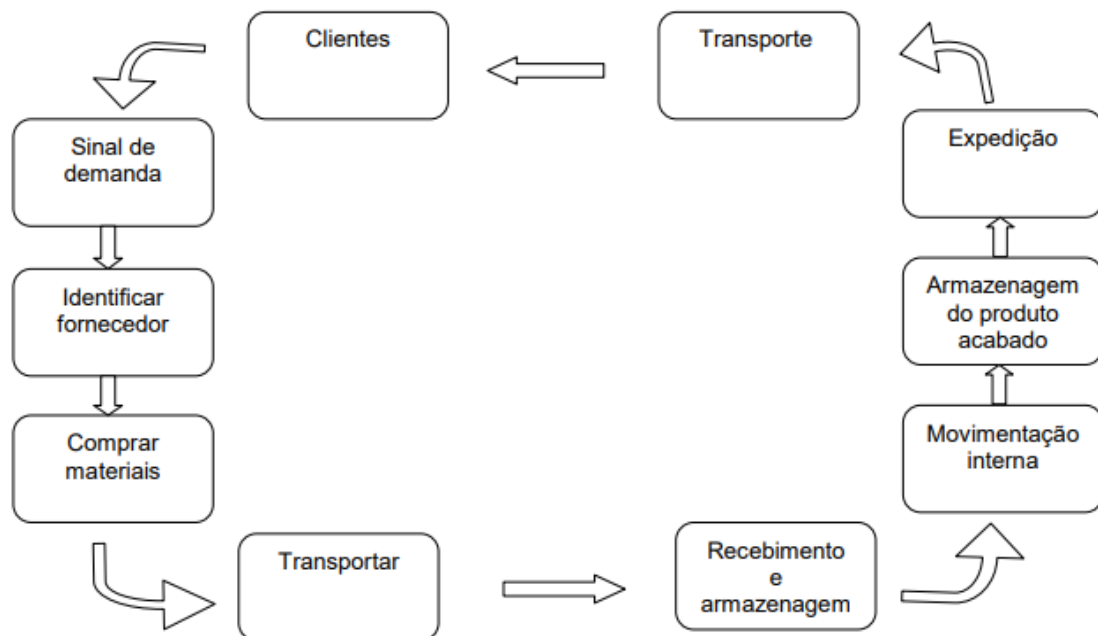 Clientes
Transporte
Sinal de
demanda
Expedição
Identificar
fornecedor
Armazenagem
do produto
acabado
Comprar
materiais
Movimentação
interna
Transportar
Recebimento
e
armazenagem